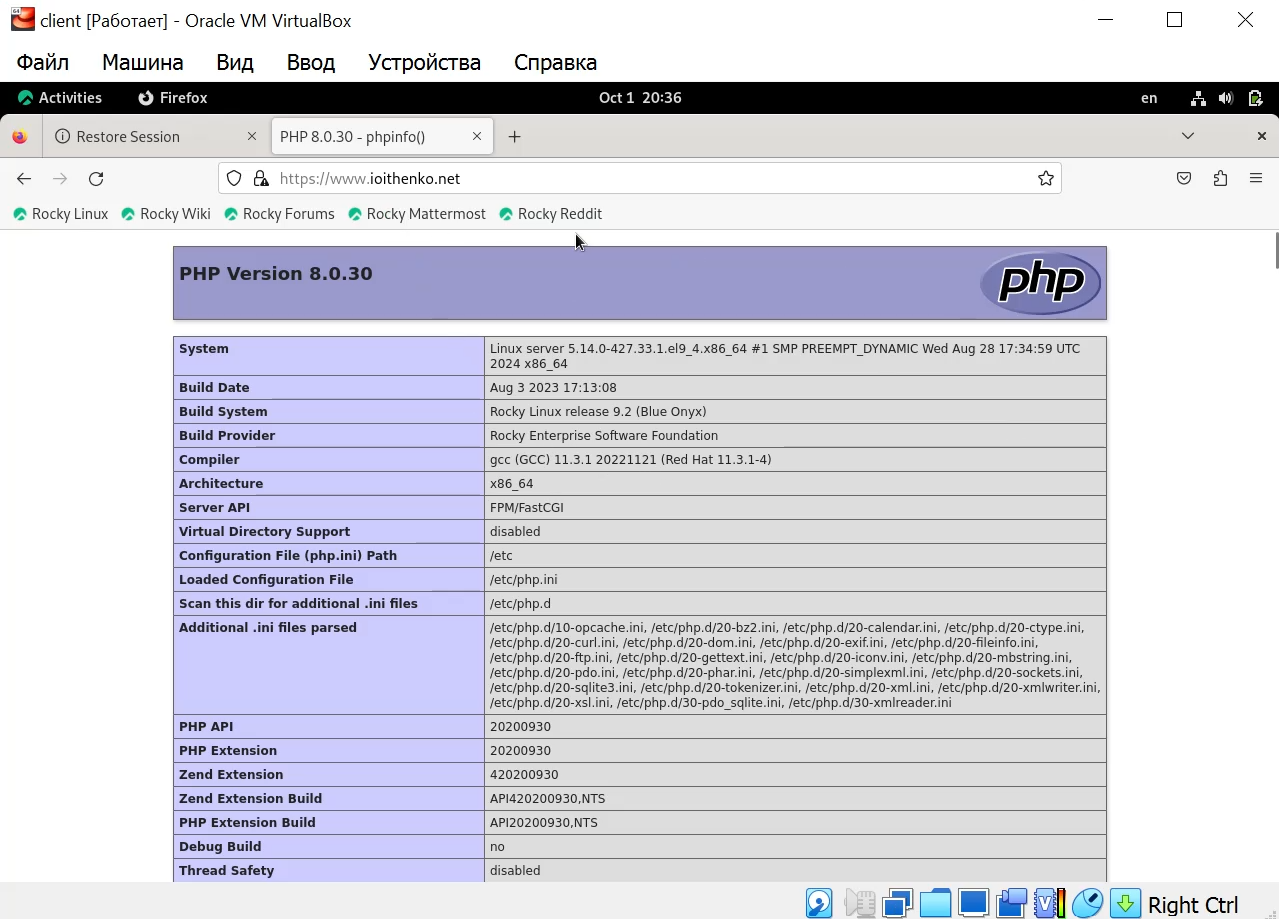 client [Работает] - Oracle VM VirtualBox
Файл Машина Вид Ввод Устройства Справка
Activities Firefox Oct 1 20:36 en
Restore Session PHP 8.0.30 - phpinfo()
https://www.ioithenko.net
Rocky Linux Rocky Wiki Rocky Forums Rocky Mattermost Rocky Reddit
PHP Version 8.0.30
php
System Linux server 5.14.0-427.33.1.el9_4.x86_64 #1 SMP PREEMPT_DYNAMIC Wed Aug 28 17:34:59 UTC
2024 x86_64
Build Date Aug 3 2023 17:13:08
Build System Rocky Linux release 9.2 (Blue Onyx)
Build Provider Rocky Enterprise Software Foundation
Compiler gcc (GCC) 11.3.1 20221121 (Red Hat 11.3.1-4)
Architecture x86_64
Server API FPM/FastCGI
Virtual Directory Support disabled
Configuration File (php.ini) Path /etc
Loaded Configuration File /etc/php.ini
Scan this dir for additional .ini files /etc/php.d
Additional .ini files parsed /etc/php.d/10-opcache.ini, /etc/php.d/20-bz2.ini, /etc/php.d/20-calendar.ini, /etc/php.d/20-ctype.ini,
/etc/php.d/20-curl.ini, /etc/php.d/20-dom.ini, /etc/php.d/20-exif.ini, /etc/php.d/20-fileinfo.ini,
/etc/php.d/20-ftp.ini, /etc/php.d/20-gettext.ini, /etc/php.d/20-iconv.ini, /etc/php.d/20-mbstring.ini,
/etc/php.d/20-pdo.ini, /etc/php.d/20-phar.ini, /etc/php.d/20-simplexml.ini, /etc/php.d/20-sockets.ini,
/etc/php.d/20-sqlite3.ini, /etc/php.d/20-tokenizer.ini, /etc/php.d/20-xml.ini, /etc/php.d/20-xmlwriter.ini,
/etc/php.d/20-xsl.ini, /etc/php.d/30-pdo_sqlite.ini, /etc/php.d/30-xmlreader.ini
PHP API 20200930
PHP Extension 20200930
Zend Extension 420200930
Zend Extension Build API420200930,NTS
PHP Extension Build API20200930,NTS
Debug Build no
Thread Safety disabled
Right Ctrl